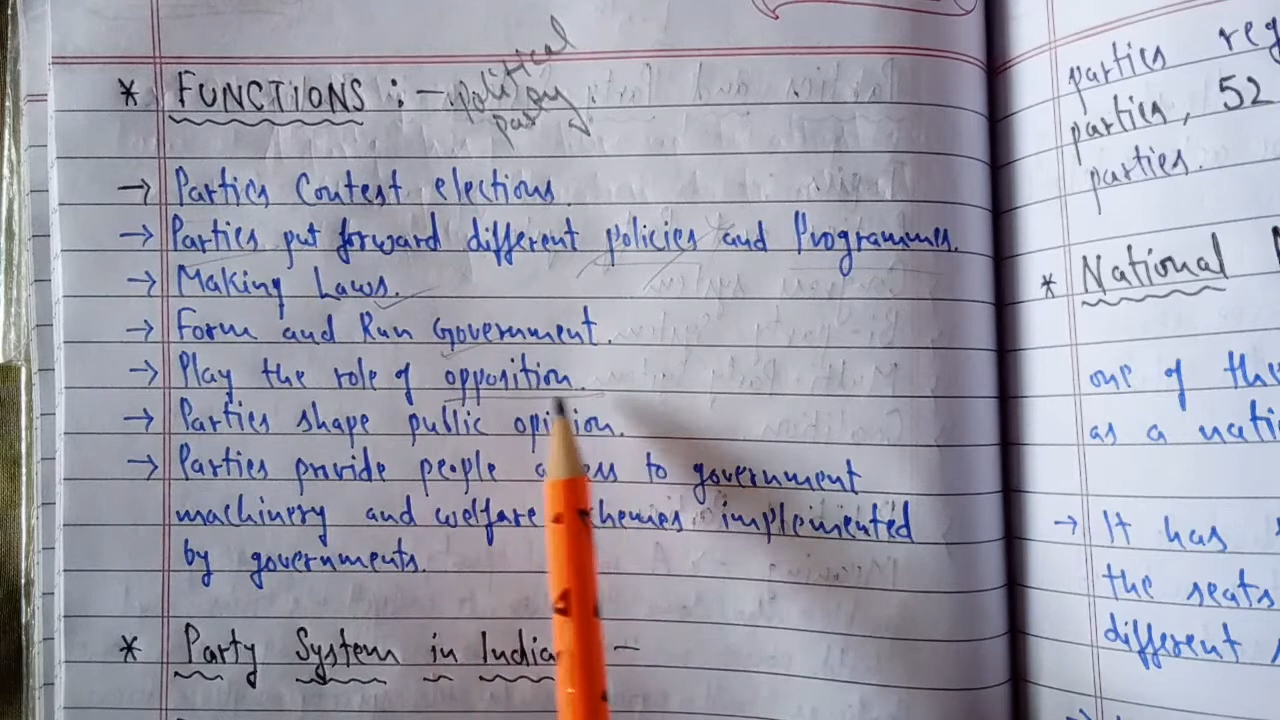 * FUNCTIONS : - political
party
→ Parties Contest elections.
→ Parties put forward different policies and Programmes.
→ Making Laws.
→ Form and Run Government.
→ Play the role of opposition.
→ Parties shape public opinion.
→ Parties provide people to government
machinery and welfare implemented
by governments.
* Party System in India -
parties
parties, 52
parties.
* National
one of the
as a
→ It has
the seats
different